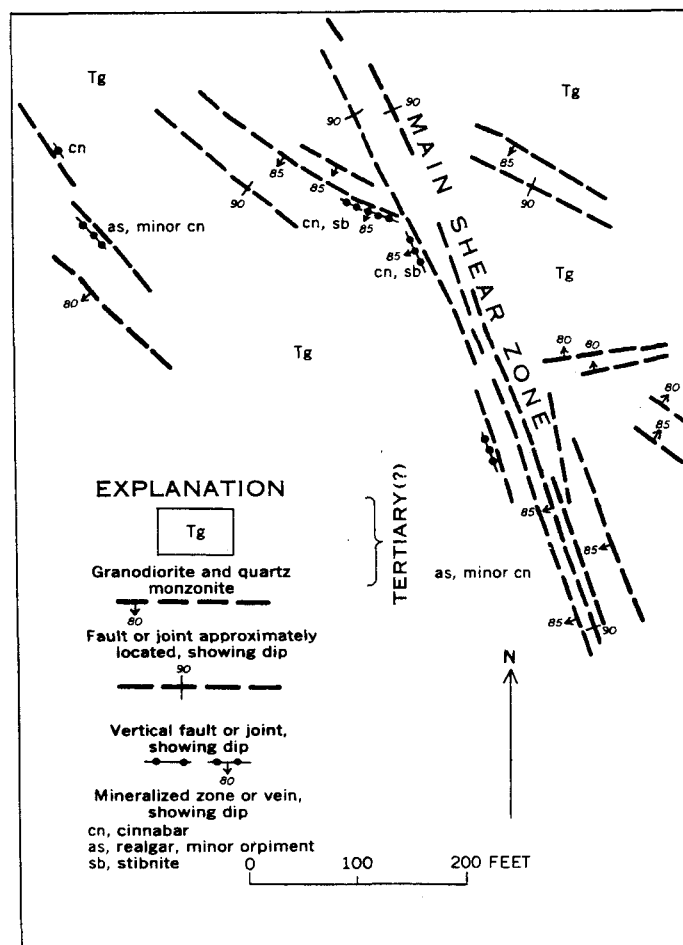 Tg
Tg
cn
90
90
MAIN SHEAR ZONE
85
85
85
90
90
as, minor cn
cn, sb
85
85
cn, sb
80
Tg
Tg
80
80
80
85
EXPLANATION
Tg
TERTIARY(?)
Granodiorite and quartz
monzonite
80
Fault or joint approximately
located, showing dip
90
Vertical fault or joint,
showing dip
80
Mineralized zone or vein,
showing dip
cn, cinnabar
as, realgar, minor orpiment
sb, stibnite
85
85
as, minor cn
85
90
N
0
100
200 FEET